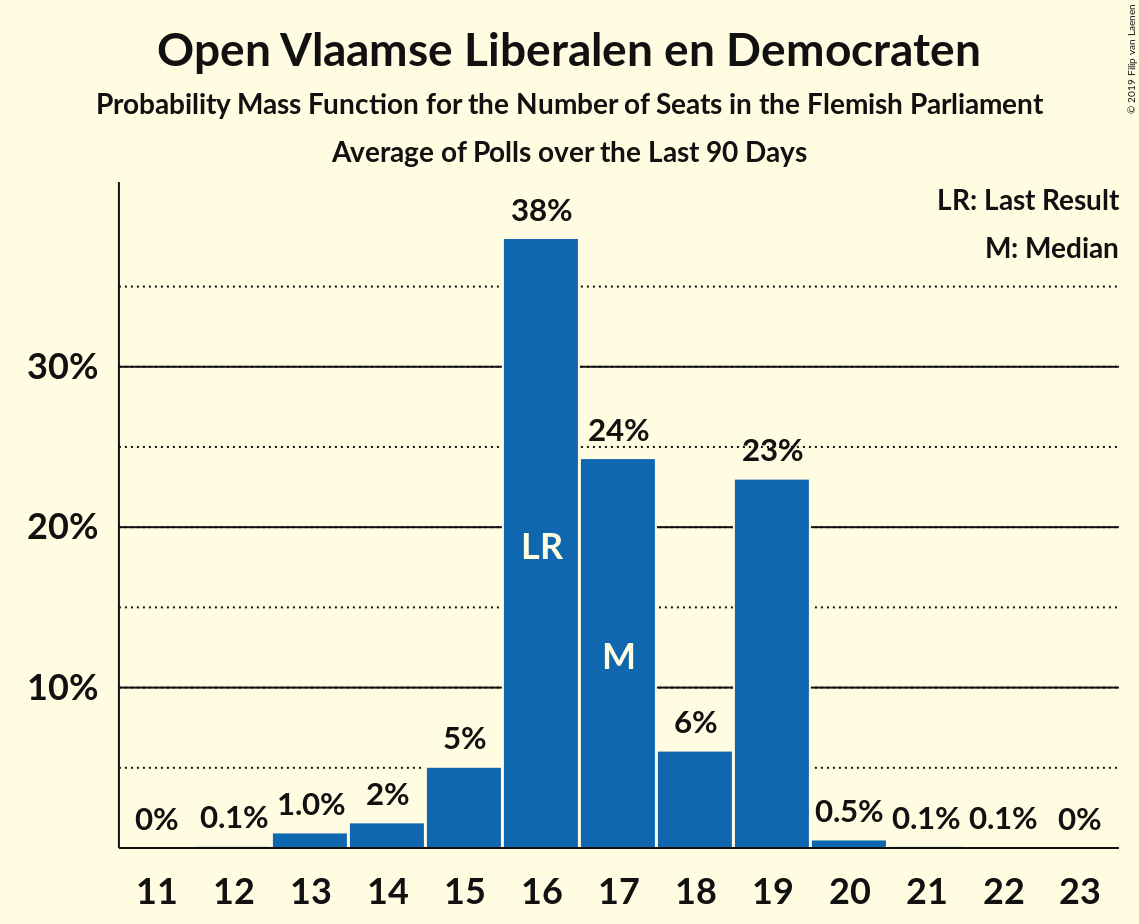 Open Vlaamse Liberalen en Democraten
Probability Mass Function for the Number of Seats in the Flemish Parliament
Average of Polls over the Last 90 Days
© 2019 Filip van Laenen
LR: Last Result
M: Median
38%
30%
24%
23%
20%
LR
M
10%
6%
5%
2%
1.0%
0% 0.1% 0.5% 0.1% 0.1% 0%
11 12 13 14 15 16 17 18 19 20 21 22 23